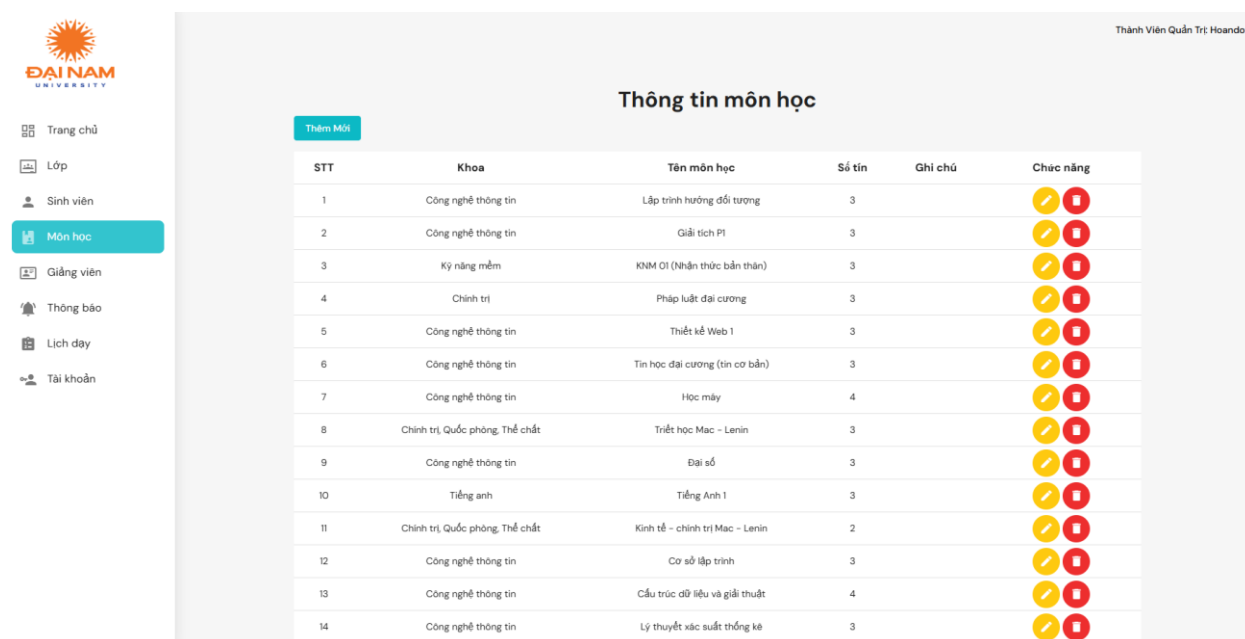 Thành Viên Quản Trị: Hoando
ĐẠI NAM
UNIVERSITY
Trang chủ
Lớp
Sinh viên
Môn học
Giảng viên
Thông báo
Lịch dạy
Tài khoản
Thông tin môn học
Thêm Mới
STT Khoa Tên môn học Số tín Ghi chú Chức năng
1 Công nghệ thông tin Lập trình hướng đối tượng 3
2 Công nghệ thông tin Giải tích P1 3
3 Kỹ năng mềm KNM 01 (Nhận thức bản thân) 3
4 Chính trị Pháp luật đại cương 3
5 Công nghệ thông tin Thiết kế Web 1 3
6 Công nghệ thông tin Tin học đại cương (tin cơ bản) 3
7 Công nghệ thông tin Học máy 4
8 Chính trị, Quốc phòng, Thể chất Triết học Mac - Lenin 3
9 Công nghệ thông tin Đại số 3
10 Tiếng anh Tiếng Anh 1 3
11 Chính trị, Quốc phòng, Thể chất Kinh tế - chính trị Mac - Lenin 2
12 Công nghệ thông tin Cơ sở lập trình 3
13 Công nghệ thông tin Cấu trúc dữ liệu và giải thuật 4
14 Công nghệ thông tin Lý thuyết xác suất thống kê 3